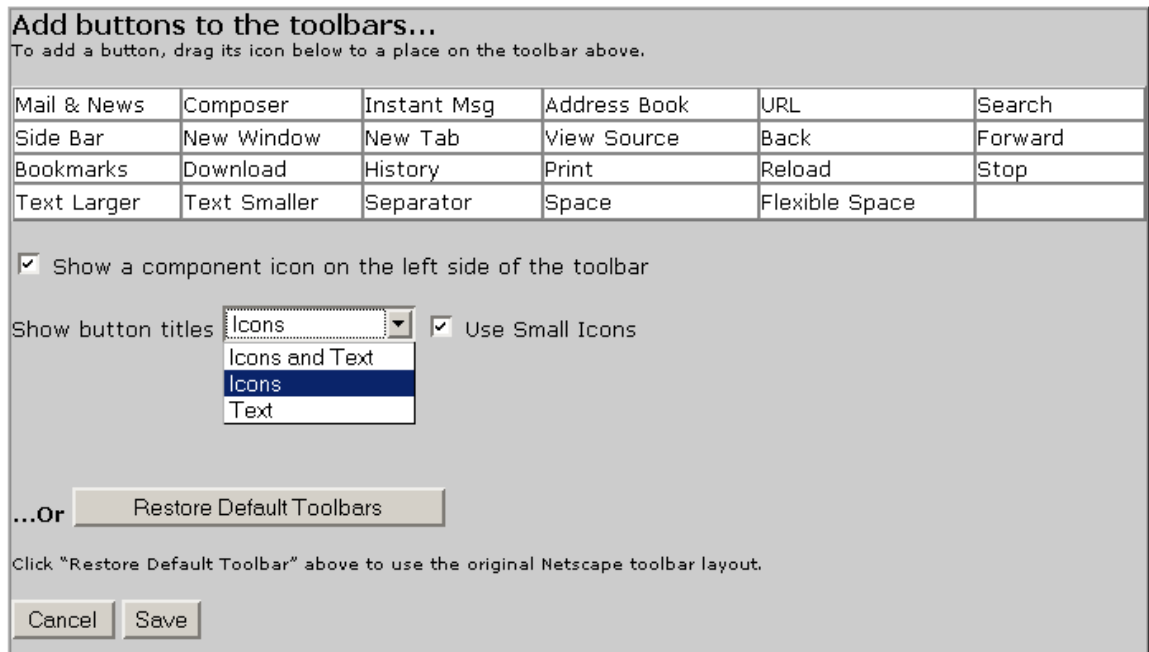 Add buttons to the toolbars...
To add a button, drag its icon below to a place on the toolbar above.
Mail & News Composer Instant Msg Address Book URL Search
Side Bar New Window New Tab View Source Back Forward
Bookmarks Download History Print Reload Stop
Text Larger Text Smaller Separator Space Flexible Space
Show a component icon on the left side of the toolbar
Show button titles Icons Use Small Icons
Icons and Text
Icons
Text
...Or Restore Default Toolbars
Click “Restore Default Toolbar” above to use the original Netscape toolbar layout.
Cancel Save